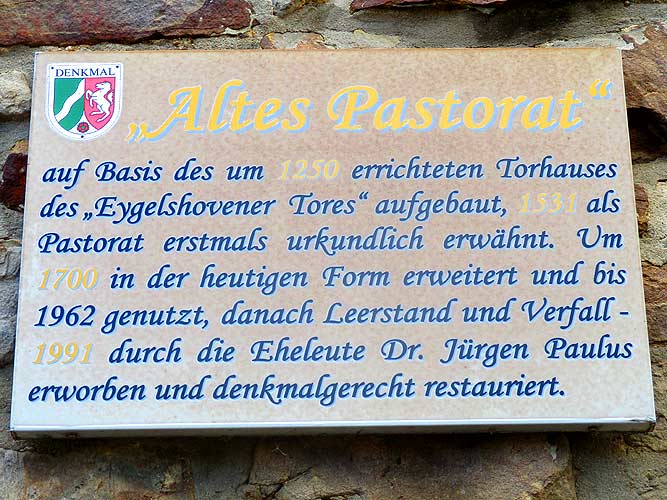 DENKMAL
„Altes Pastorat“
auf Basis des um 1250 errichteten Torhauses
des „Eygelshovener Tores“ aufgebaut, 1531 als
Pastorat erstmals urkundlich erwähnt. Um
1700 in der heutigen Form erweitert und bis
1962 genutzt, danach Leerstand und Verfall -
1991 durch die Eheleute Dr. Jürgen Paulus
erworben und denkmalgerecht restauriert.